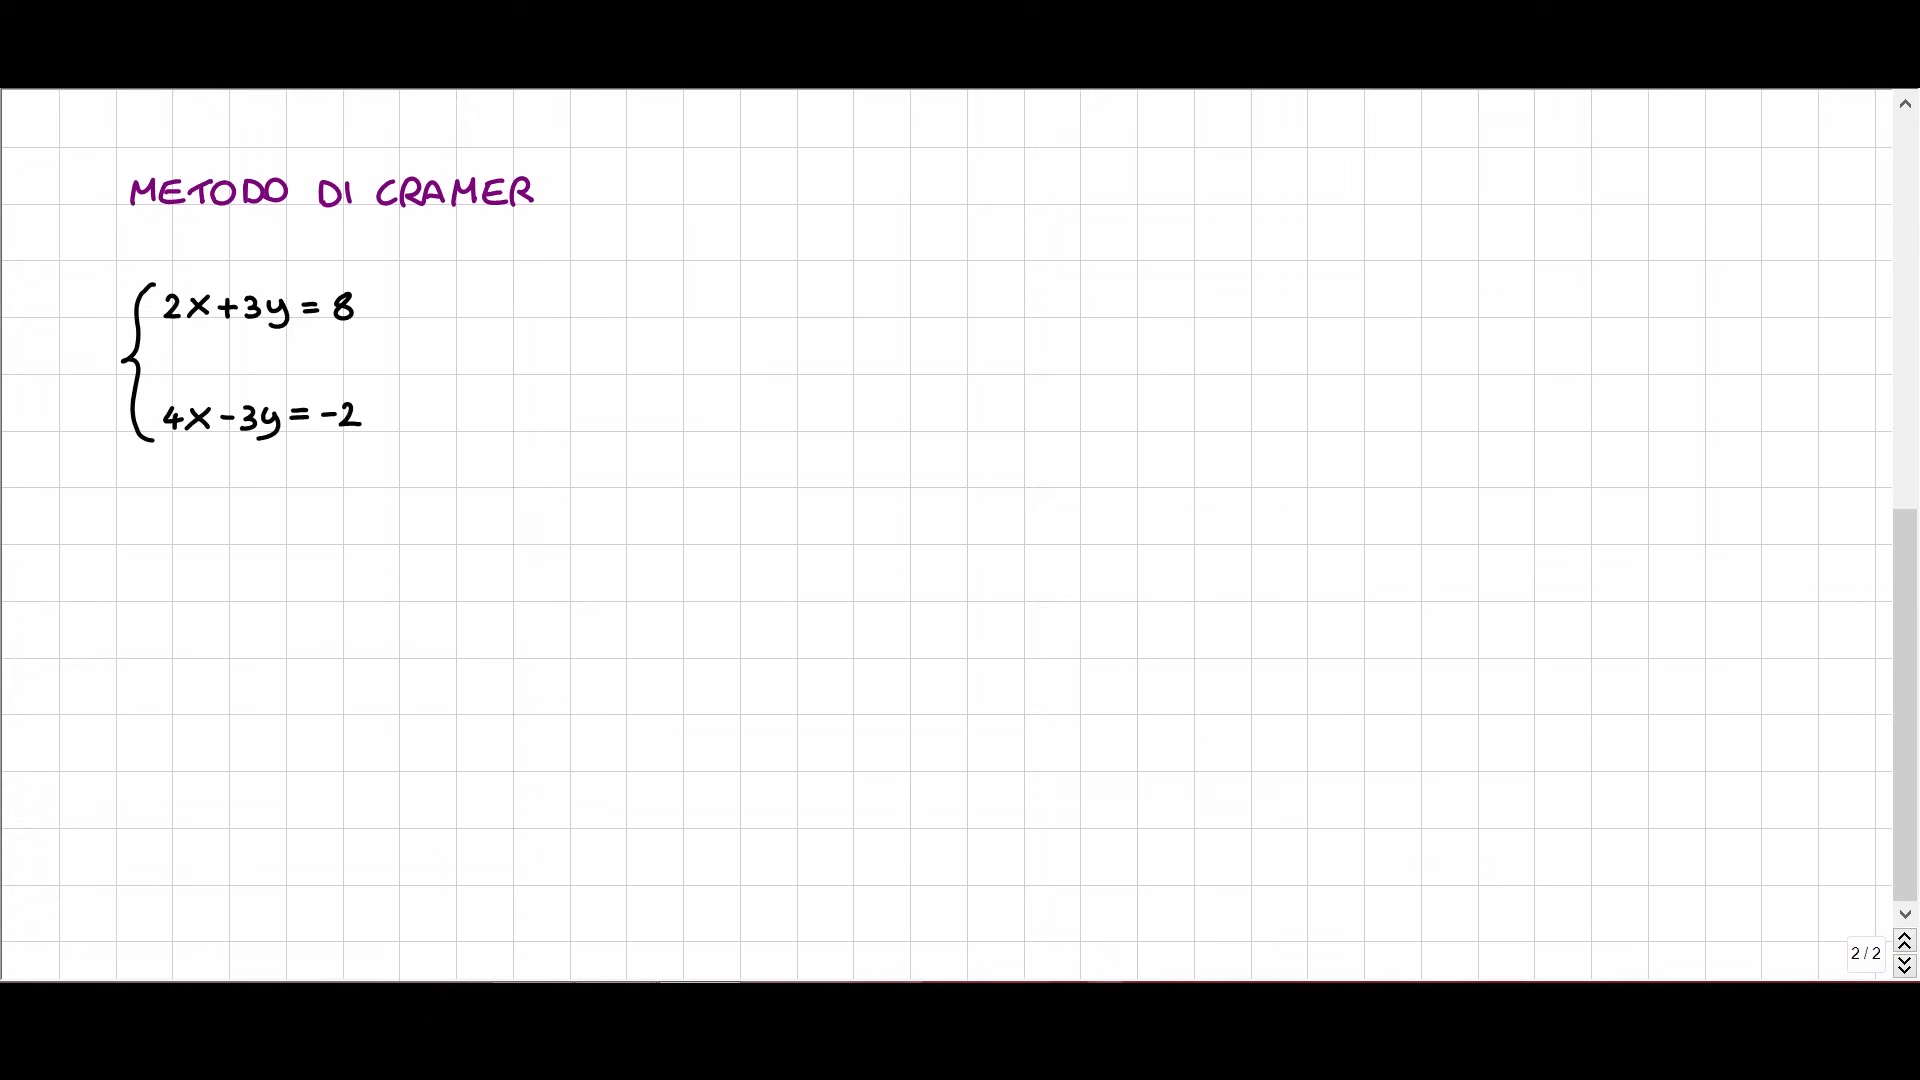 METODO DI CRAMER
2x+3y = 8
4x-3y = -2
2 / 2